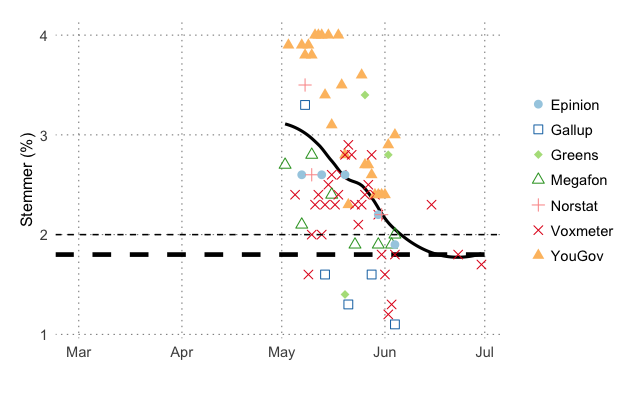 4
3
2
1
Stemmer (%)
Mar
Apr
May
Jun
Jul
Epinion
Gallup
Greens
Megafon
Norstat
Voxmeter
YouGov